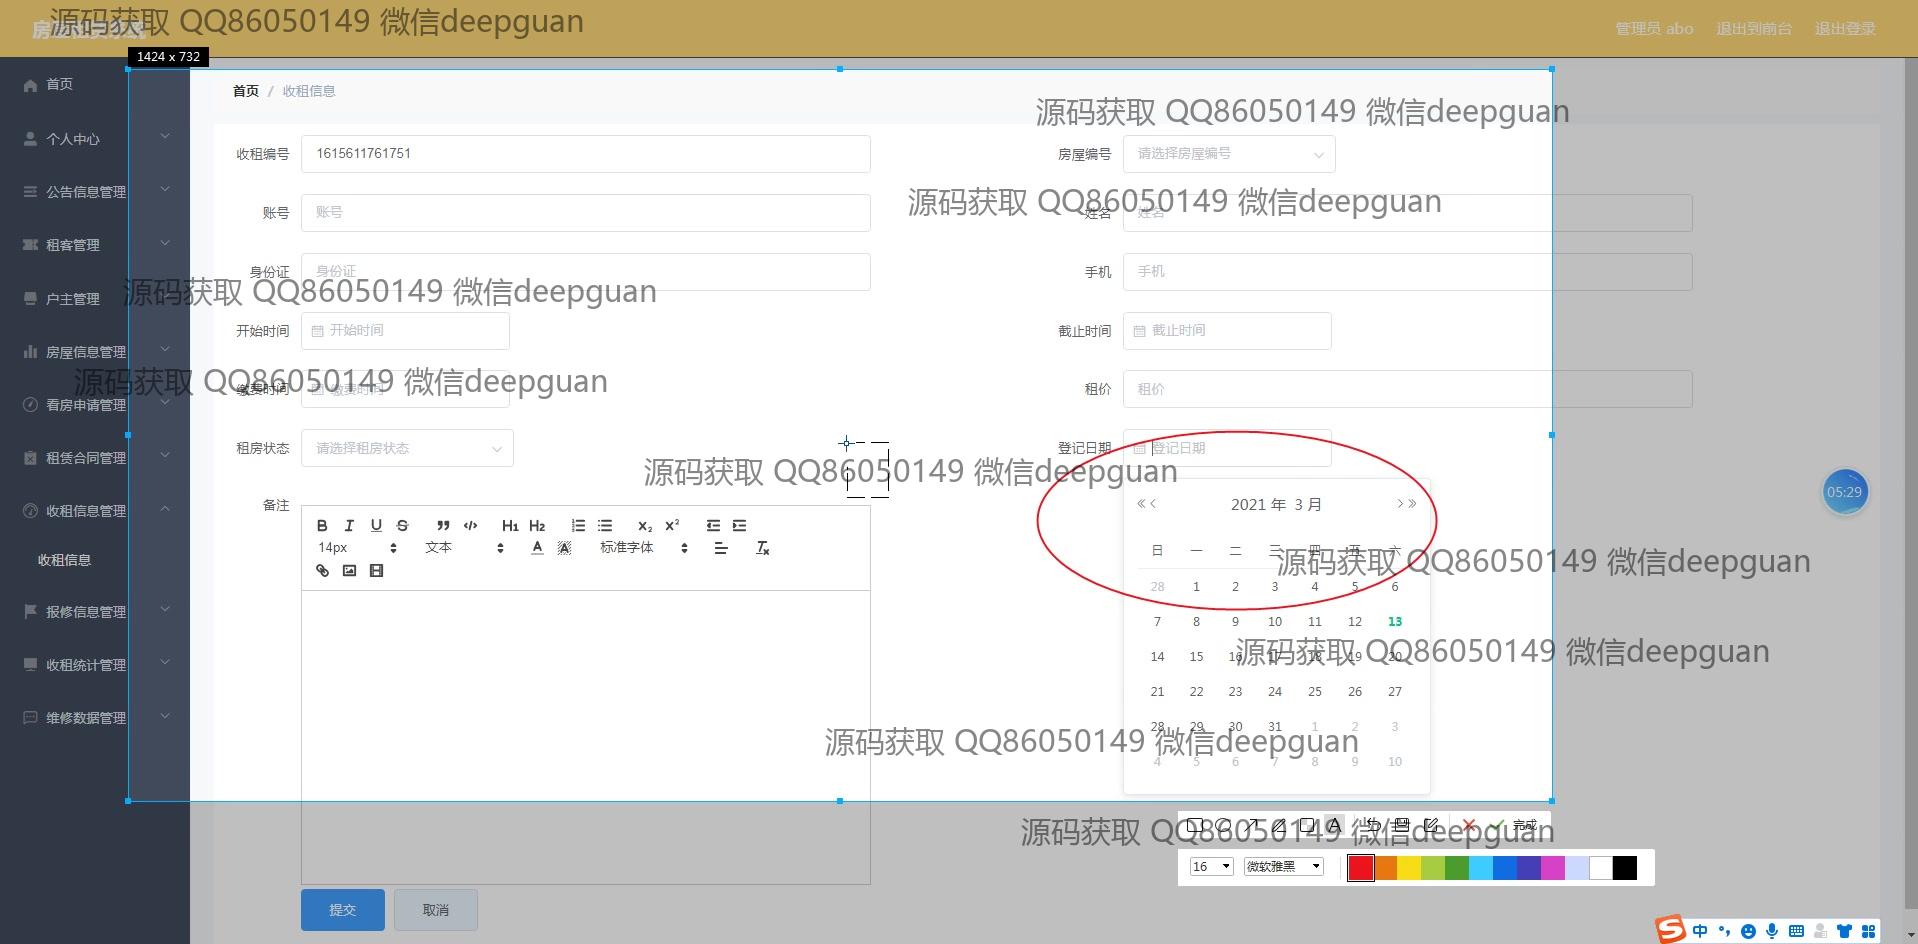 源码获取 QQ86050149 微信deepguan
管理员 abo
退出到前台
退出登录
1424 x 732
首页
个人中心
公告信息管理
租客管理
户主管理
房屋信息管理
看房申请管理
租赁合同管理
收租信息管理
收租信息
报修信息管理
收租统计管理
维修数据管理
首页 / 收租信息
源码获取 QQ86050149 微信deepguan
收租编号 1615611761751
房屋编号 请选择房屋编号
源码获取 QQ86050149 微信deepguan
账号 账号
姓名 姓名
身份证 身份证
手机 手机
源码获取 QQ86050149 微信deepguan
开始时间 开始时间
截止时间 截止时间
源码获取 QQ86050149 微信deepguan
缴费时间 缴费时间
租价 租价
租房状态 请选择租房状态
登记日期 登记日期
源码获取 QQ86050149 微信deepguan
备注
B I U S H1 H2 X2 X2
14px 文本 A A 标准字体
2021 年 3 月
日 一 二 三 四 五 六
源码获取 QQ86050149 微信deepguan
28 1 2 3 4 5 6
7 8 9 10 11 12 13
源码获取 QQ86050149 微信deepguan
14 15 16 17 18 19 20
21 22 23 24 25 26 27
28 29 30 31 1 2 3
源码获取 QQ86050149 微信deepguan
4 5 6 7 8 9 10
05:29
源码获取 QQ86050149 微信deepguan
A 完成
16 微软雅黑
提交 取消
S 中